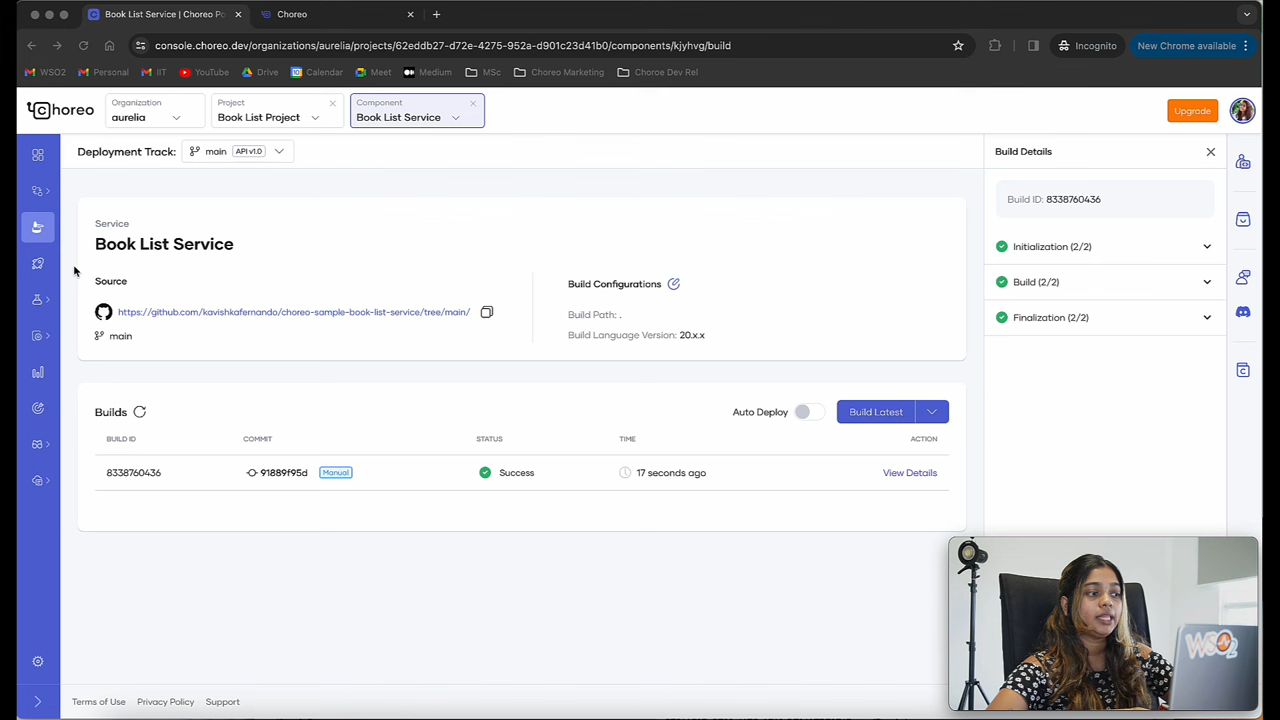 Book List Service | Choreo Po
Choreo
console.choreo.dev/organizations/aurelia/projects/62eddb27-d72e-4275-952a-d901c23d41b0/components/kjyhvg/build
Incognito
New Chrome available
WSO2
Personal
IIT
YouTube
Drive
Calendar
Meet
Medium
MSc
Choreo Marketing
Choroe Dev Rel
Choreo
Organization
aurelia
Project
Book List Project
Component
Book List Service
Upgrade
Deployment Track:
main
API v1.0
Build Details
Build ID: 8338760436
Initialization (2/2)
Build (2/2)
Finalization (2/2)
Service
Book List Service
Source
https://github.com/kavishkafernando/choreo-sample-book-list-service/tree/main/
main
Build Configurations
Build Path: .
Build Language Version: 20.x.x
Builds
Auto Deploy
Build Latest
BUILD ID
COMMIT
STATUS
TIME
ACTION
8338760436
91889f95d
Manual
Success
17 seconds ago
View Details
Terms of Use
Privacy Policy
Support
WSO2